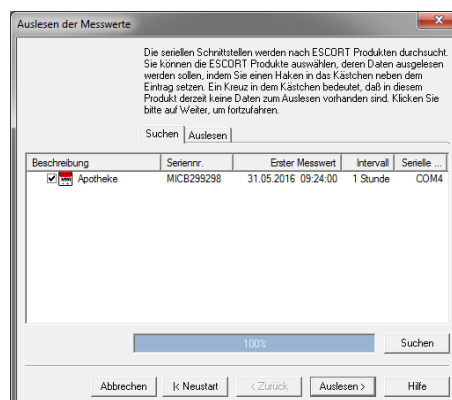 Auslesen der Messwerte
Die seriellen Schnittstellen werden nach ESCORT Produkten durchsucht.
Sie können die ESCORT Produkte auswählen, deren Daten ausgelesen
werden sollen, indem Sie einen Haken in das Kästchen neben dem
Eintrag setzen. Ein Kreuz in dem Kästchen bedeutet, daß in diesem
Produkt derzeit keine Daten zum Auslesen vorhanden sind. Klicken Sie
bitte auf Weiter, um fortzufahren.
Suchen Auslesen
Beschreibung Seriennr. Erster Messwert Intervall Serielle ...
MINI Apotheke MICB299298 31.05.2016 09:24:00 1 Stunde COM4
100% Suchen
Abbrechen |< Neustart < Zurück Auslesen > Hilfe